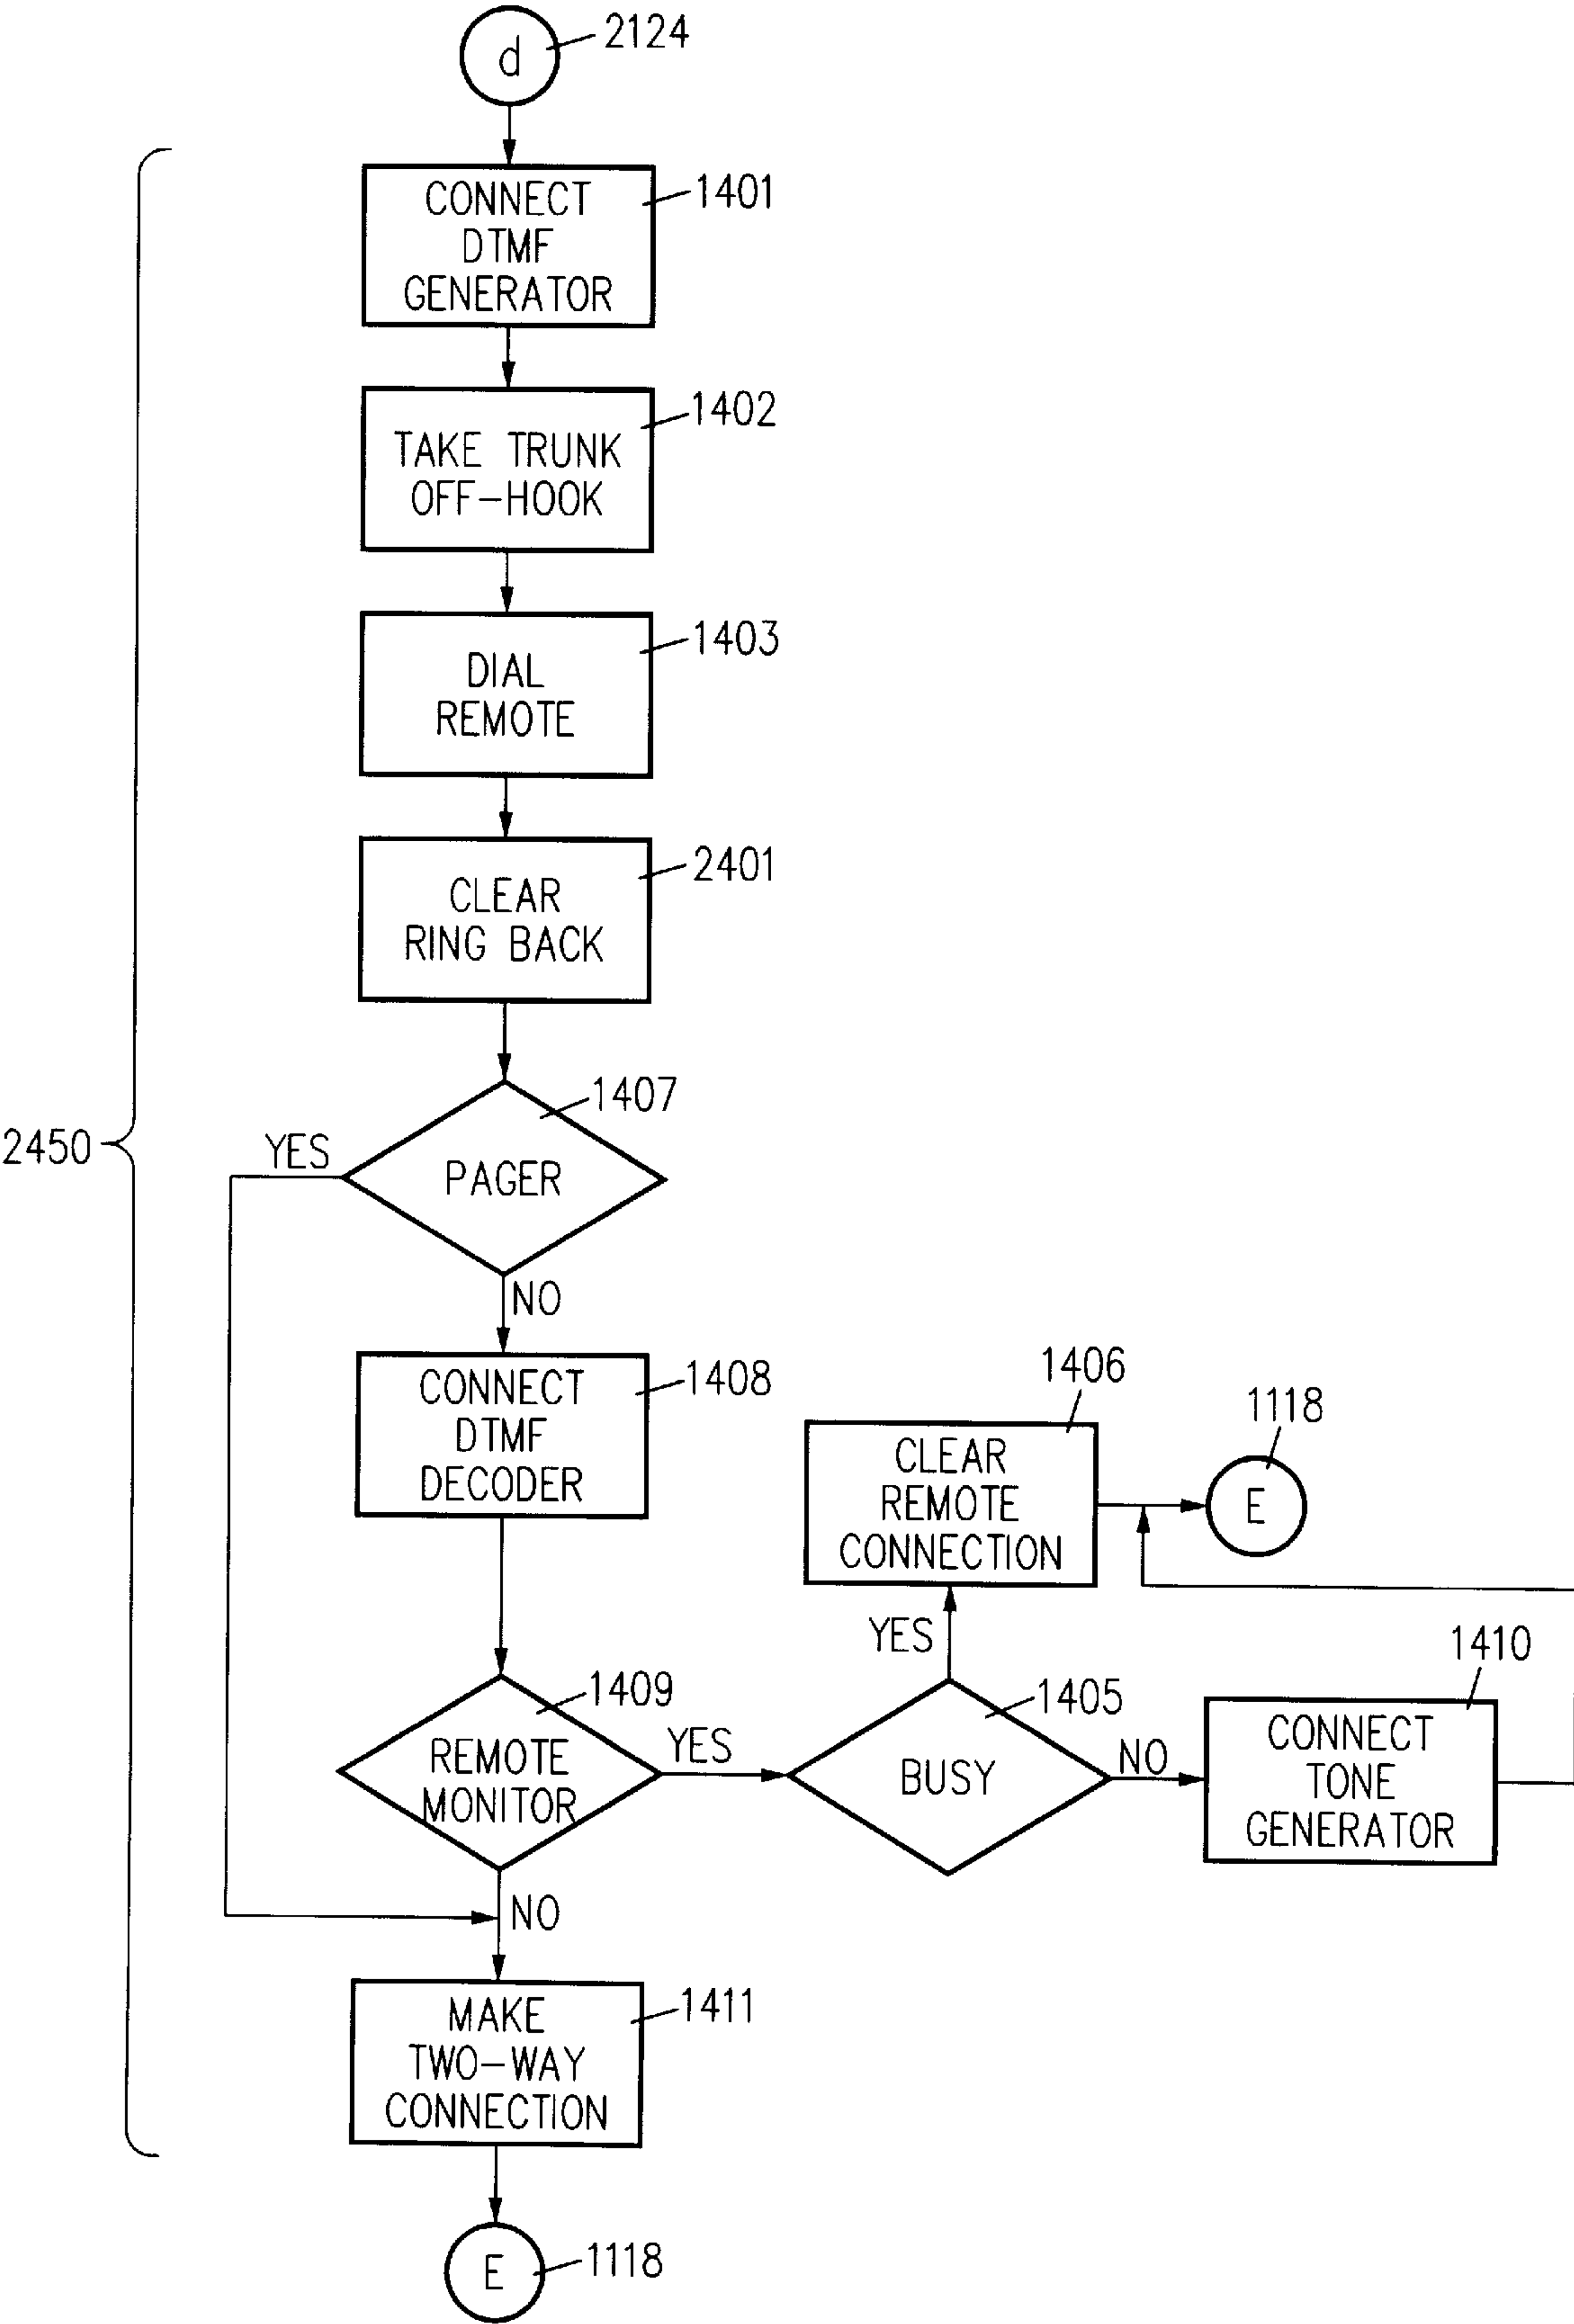 d
2124
CONNECT
DTMF
GENERATOR
1401
TAKE TRUNK
OFF-HOOK
1402
DIAL
REMOTE
1403
CLEAR
RING BACK
2401
2450
PAGER
1407
YES
NO
CONNECT
DTMF
DECODER
1408
REMOTE
MONITOR
1409
YES
NO
BUSY
1405
YES
NO
CLEAR
REMOTE
CONNECTION
1406
E
1118
CONNECT
TONE
GENERATOR
1410
MAKE
TWO-WAY
CONNECTION
1411
E
1118